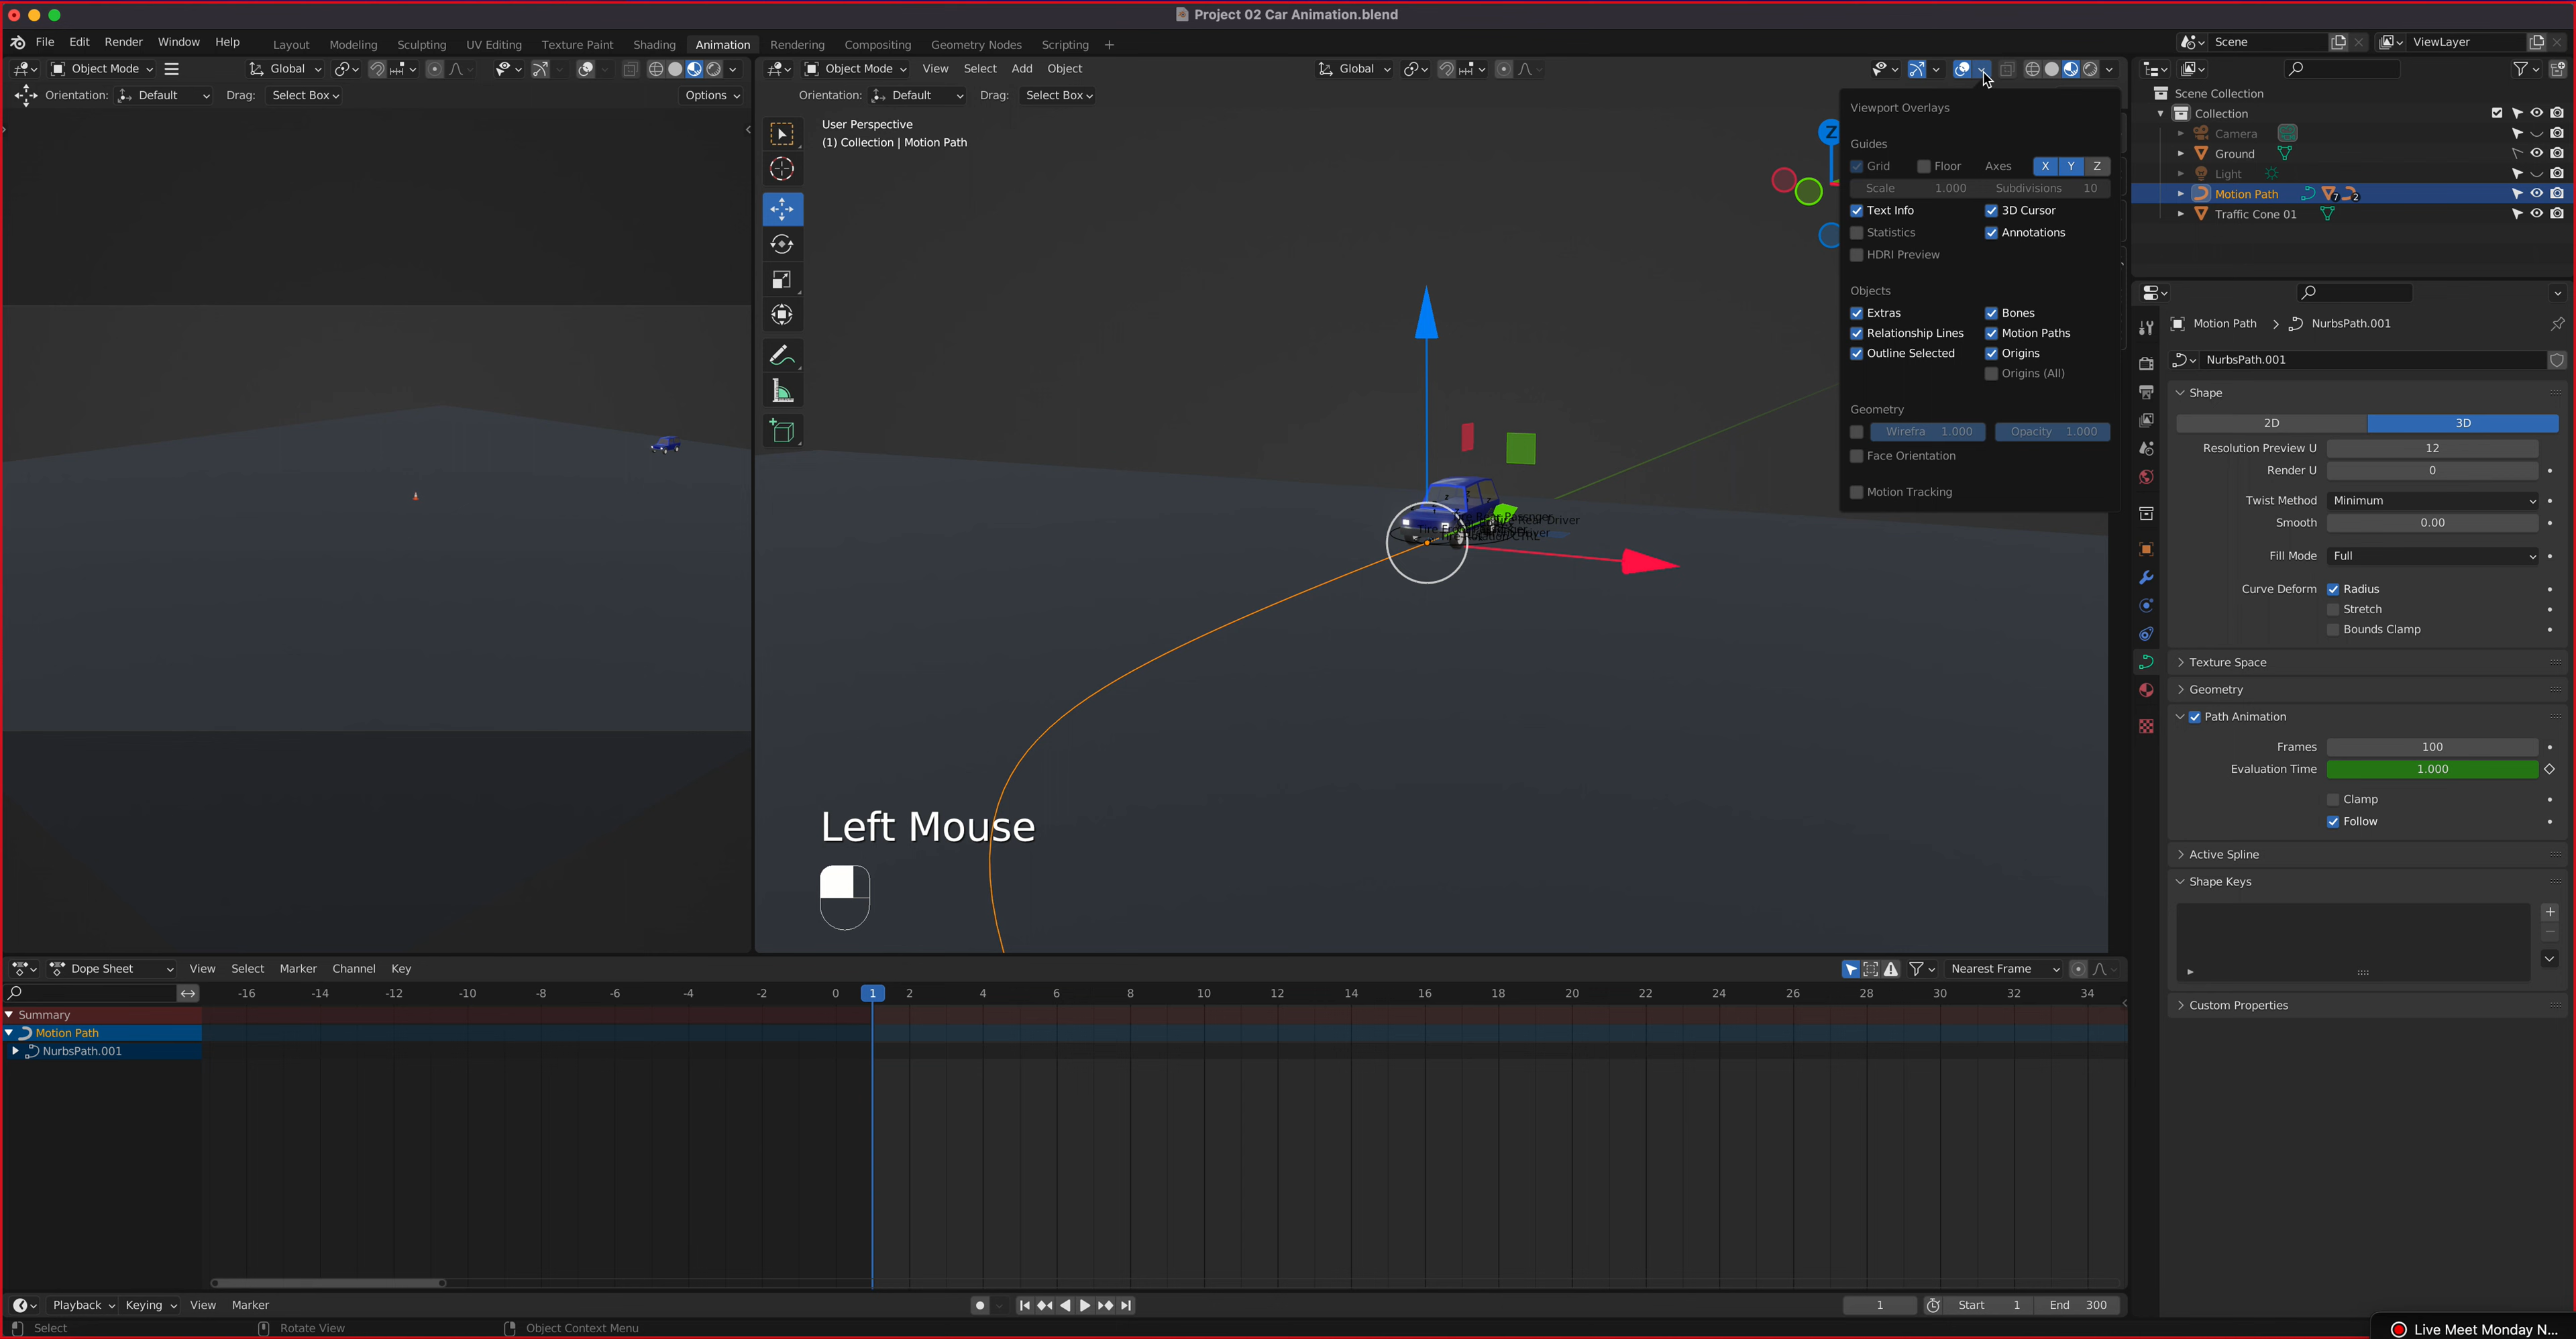 Project 02 Car Animation.blend
File Edit Render Window Help Layout Modeling Sculpting UV Editing Texture Paint Shading Animation Rendering Compositing Geometry Nodes Scripting + Scene ViewLayer
Object Mode Global Object Mode View Select Add Object Global
Orientation: Default Drag: Select Box Options Orientation: Default Drag: Select Box
User Perspective
(1) Collection | Motion Path
Z
Viewport Overlays
Guides
Grid Floor Axes X Y Z
Scale 1.000 Subdivisions 10
Text Info 3D Cursor
Statistics Annotations
HDRI Preview
Objects
Extras Bones
Relationship Lines Motion Paths
Outline Selected Origins
Origins (All)
Geometry
Wirefra 1.000 Opacity 1.000
Face Orientation
Motion Tracking
Rear Driver
Left Mouse
Scene Collection
Collection
Camera
Ground
Light
Motion Path 7 2
Traffic Cone 01
Motion Path > NurbsPath.001
NurbsPath.001
Shape
2D 3D
Resolution Preview U 12
Render U 0
Twist Method Minimum
Smooth 0.00
Fill Mode Full
Curve Deform Radius
Stretch
Bounds Clamp
Texture Space
Geometry
Path Animation
Frames 100
Evaluation Time 1.000
Clamp
Follow
Active Spline
Shape Keys
Custom Properties
Dope Sheet View Select Marker Channel Key Nearest Frame
-16 -14 -12 -10 -8 -6 -4 -2 0 1 2 4 6 8 10 12 14 16 18 20 22 24 26 28 30 32 34
Summary
Motion Path
NurbsPath.001
Playback Keying View Marker 1 Start 1 End 300
Select Rotate View Object Context Menu
Live Meet Monday N...